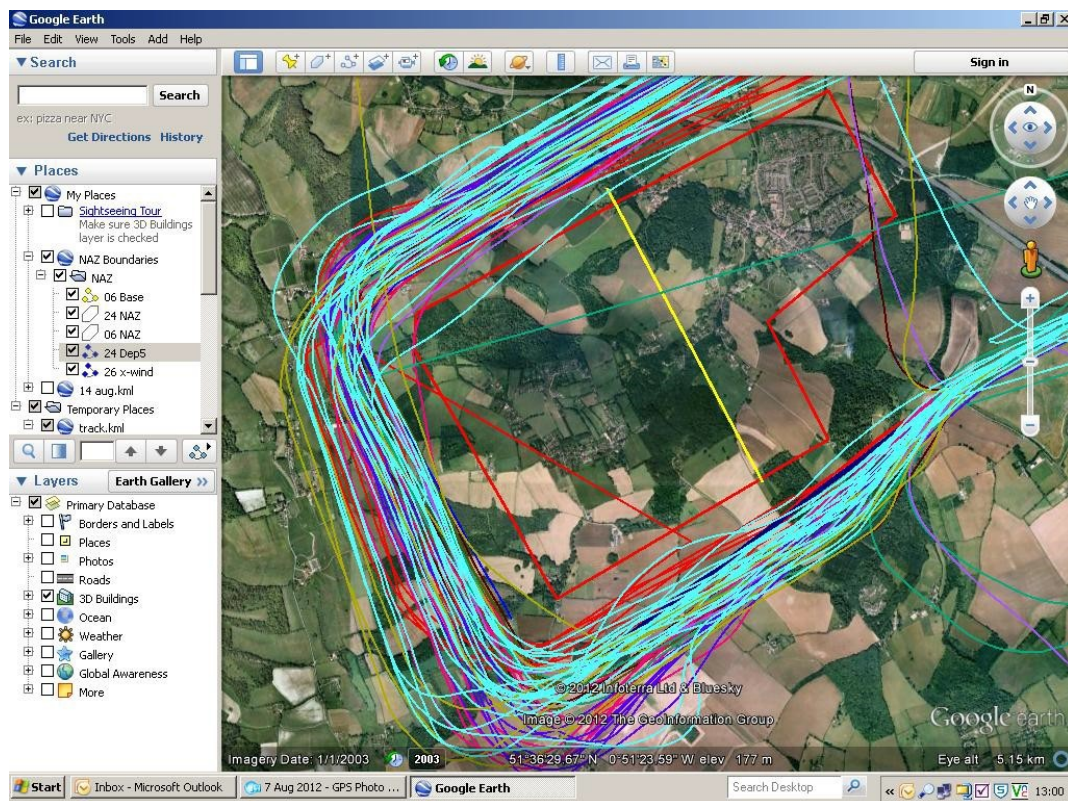 Google Earth
File Edit View Tools Add Help
Search
Search
ex: pizza near NYC
Get Directions History
Places
My Places
Sightseeing Tour
Make sure 3D Buildings
layer is checked
NAZ Boundaries
NAZ
06 Base
24 NAZ
06 NAZ
24 Dep5
26 x-wind
14 aug.kml
Temporary Places
track.kml
Layers
Earth Gallery >>
Primary Database
Borders and Labels
Places
Photos
Roads
3D Buildings
Ocean
Weather
Gallery
Global Awareness
More
Sign in
N
© 2012 Infoterra Ltd & Bluesky
Image © 2012 The GeoInformation Group
Google earth
Imagery Date: 1/1/2003 2003 51°36'29.67" N 0°51'23.59" W elev 177 m Eye alt 5.15 km
Start Inbox - Microsoft Outlook 7 Aug 2012 - GPS Photo ... Google Earth Search Desktop « 13:00